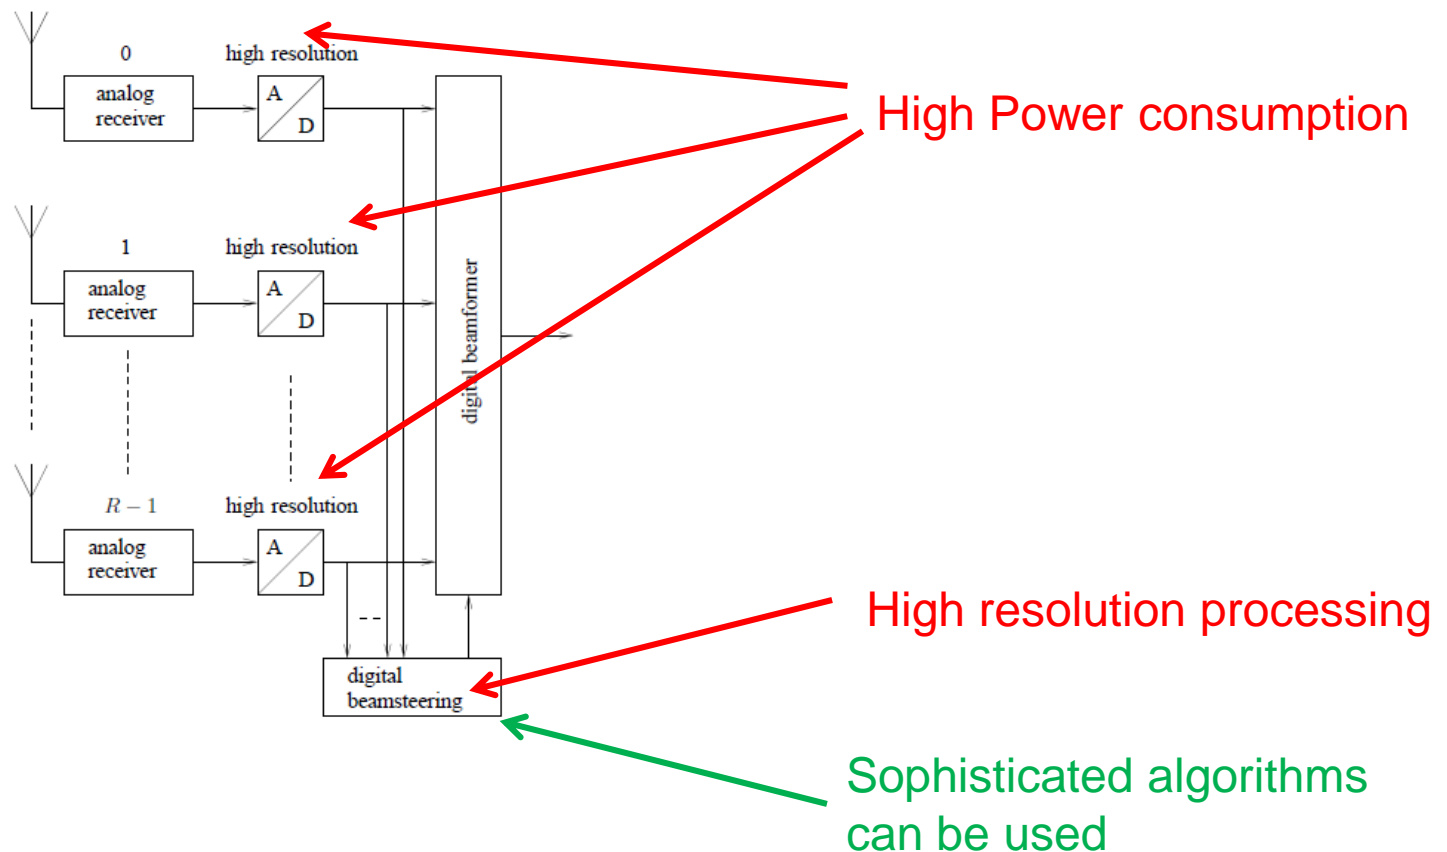 0
high resolution
analog
receiver
A
D
High Power consumption
1
high resolution
analog
receiver
A
D
digital beamformer
R − 1
high resolution
analog
receiver
A
D
High resolution processing
digital
beamsteering
Sophisticated algorithms
can be used